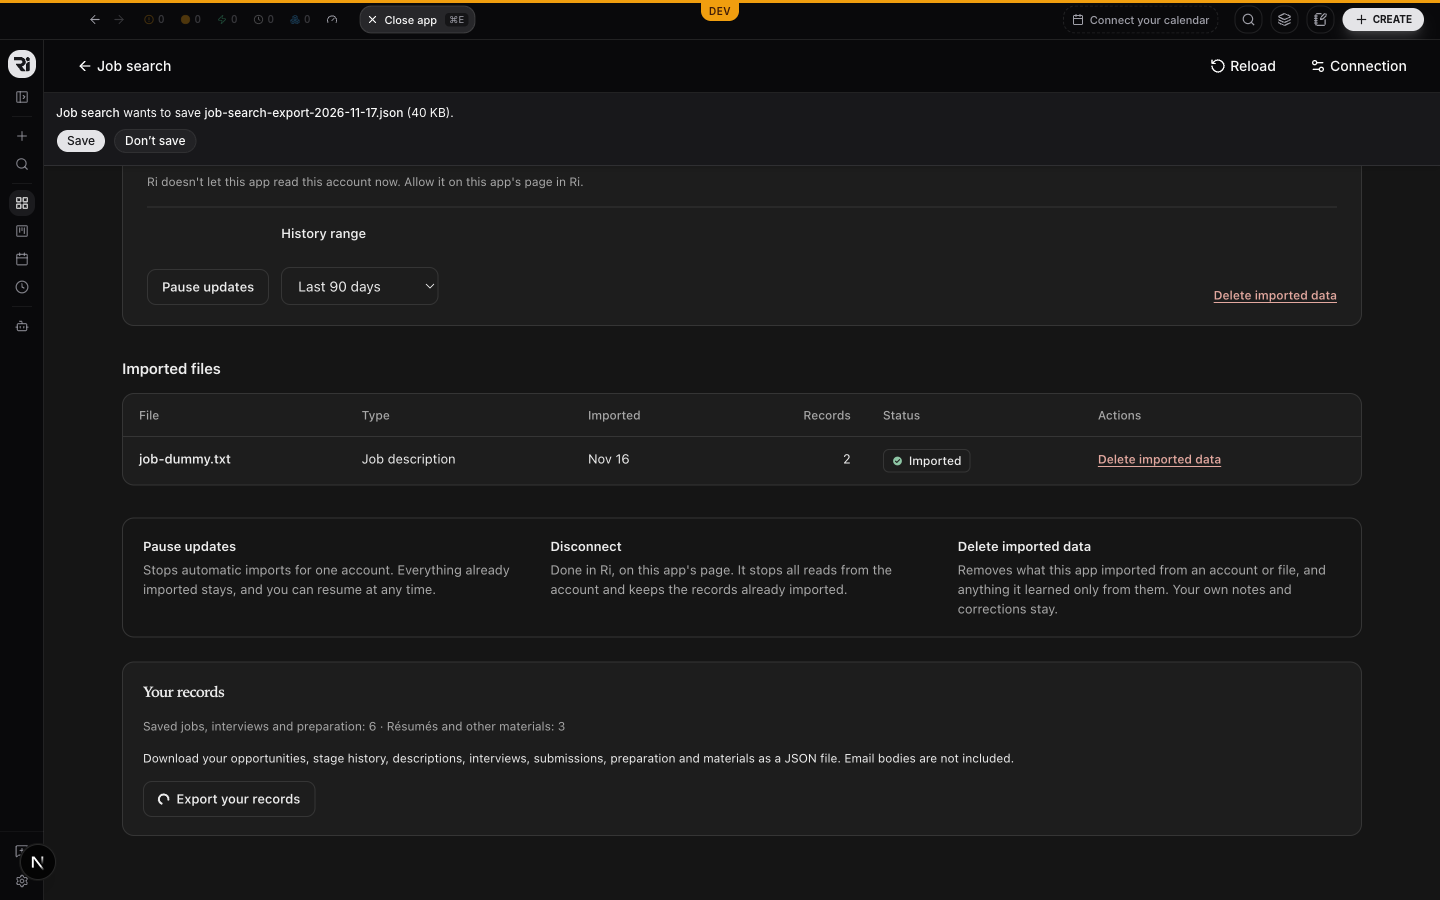 0
0
0
0
0
Close app
⌘E
DEV
Connect your calendar
CREATE
Ri
Job search
Reload
Connection
Job search wants to save job-search-export-2026-11-17.json (40 KB).
Save
Don’t save
Ri doesn't let this app read this account now. Allow it on this app's page in Ri.
History range
Pause updates
Last 90 days
Delete imported data
Imported files
File
Type
Imported
Records
Status
Actions
job-dummy.txt
Job description
Nov 16
2
Imported
Delete imported data
Pause updates
Stops automatic imports for one account. Everything already
imported stays, and you can resume at any time.
Disconnect
Done in Ri, on this app's page. It stops all reads from the
account and keeps the records already imported.
Delete imported data
Removes what this app imported from an account or file, and
anything it learned only from them. Your own notes and
corrections stay.
Your records
Saved jobs, interviews and preparation: 6 · Résumés and other materials: 3
Download your opportunities, stage history, descriptions, interviews, submissions, preparation and materials as a JSON file. Email bodies are not included.
Export your records
N